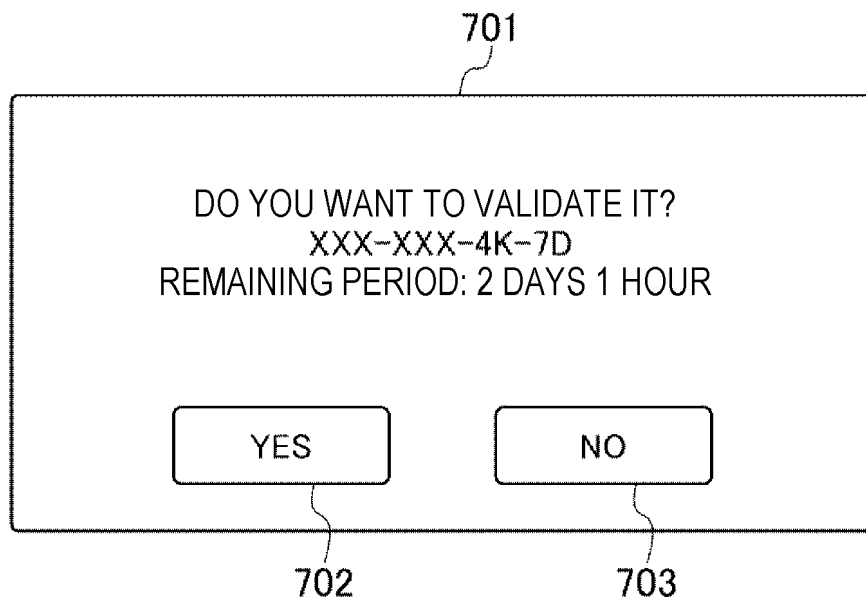 701
DO YOU WANT TO VALIDATE IT?
XXX-XXX-4K-7D
REMAINING PERIOD: 2 DAYS 1 HOUR
YES NO
702 703